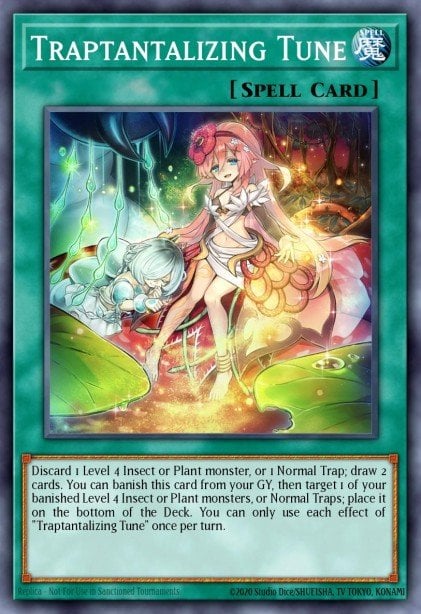 Traptantalizing Tune
SPELL
魔
[ Spell Card ]
Discard 1 Level 4 Insect or Plant monster, or 1 Normal Trap; draw 2
cards. You can banish this card from your GY, then target 1 of your
banished Level 4 Insect or Plant monsters, or Normal Traps; place it
on the bottom of the Deck. You can only use each effect of
"Traptantalizing Tune" once per turn.
Replica - Not For Use in Sanctioned Tournaments
©2020 Studio Dice/SHUEISHA, TV TOKYO, KONAMI